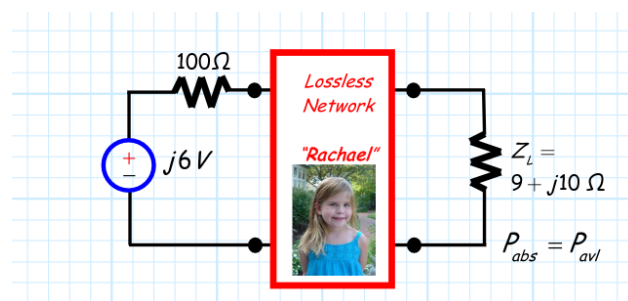 100Ω
Lossless
Network
"Rachael"
+
−
j6 V
Z_L =
9 + j10 Ω
P_abs = P_avl